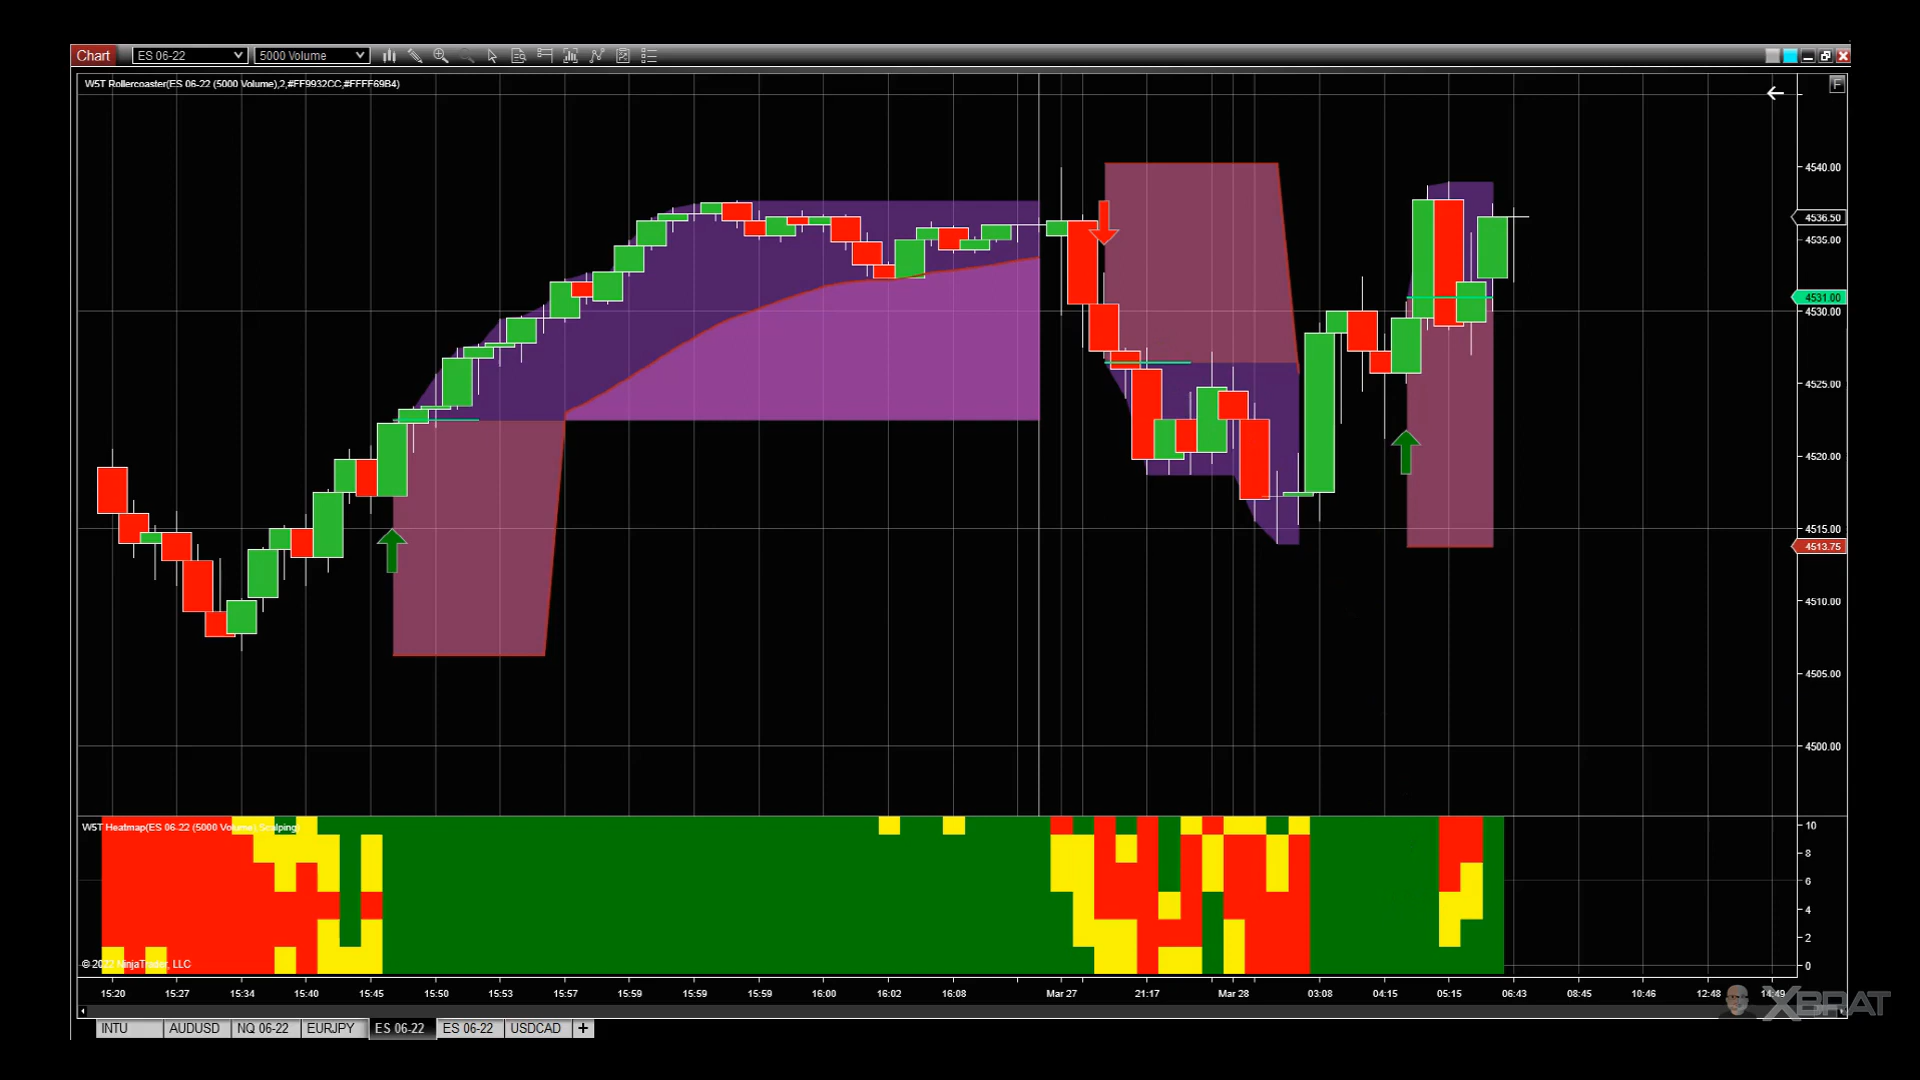 Chart ES 06-22 5000 Volume
W5T Rollercoaster(ES 06-22 (5000 Volume),2,#FF9932CC,#FFFF69B4)
F
4540.00
4536.50
4535.00
4531.00
4530.00
4525.00
4520.00
4515.00
4513.75
4510.00
4505.00
4500.00
W5T Heatmap(ES 06-22 (5000 Volume),Scalping)
10
8
6
4
2
0
© 2022 NinjaTrader, LLC
15:20 15:27 15:34 15:40 15:45 15:50 15:53 15:57 15:59 15:59 15:59 16:00 16:02 16:08 Mar 27 21:17 Mar 28 03:08 04:15 05:15 06:43 08:45 10:46 12:48 14:49
XBRAT
INTU AUDUSD NQ 06-22 EURJPY ES 06-22 ES 06-22 USDCAD +